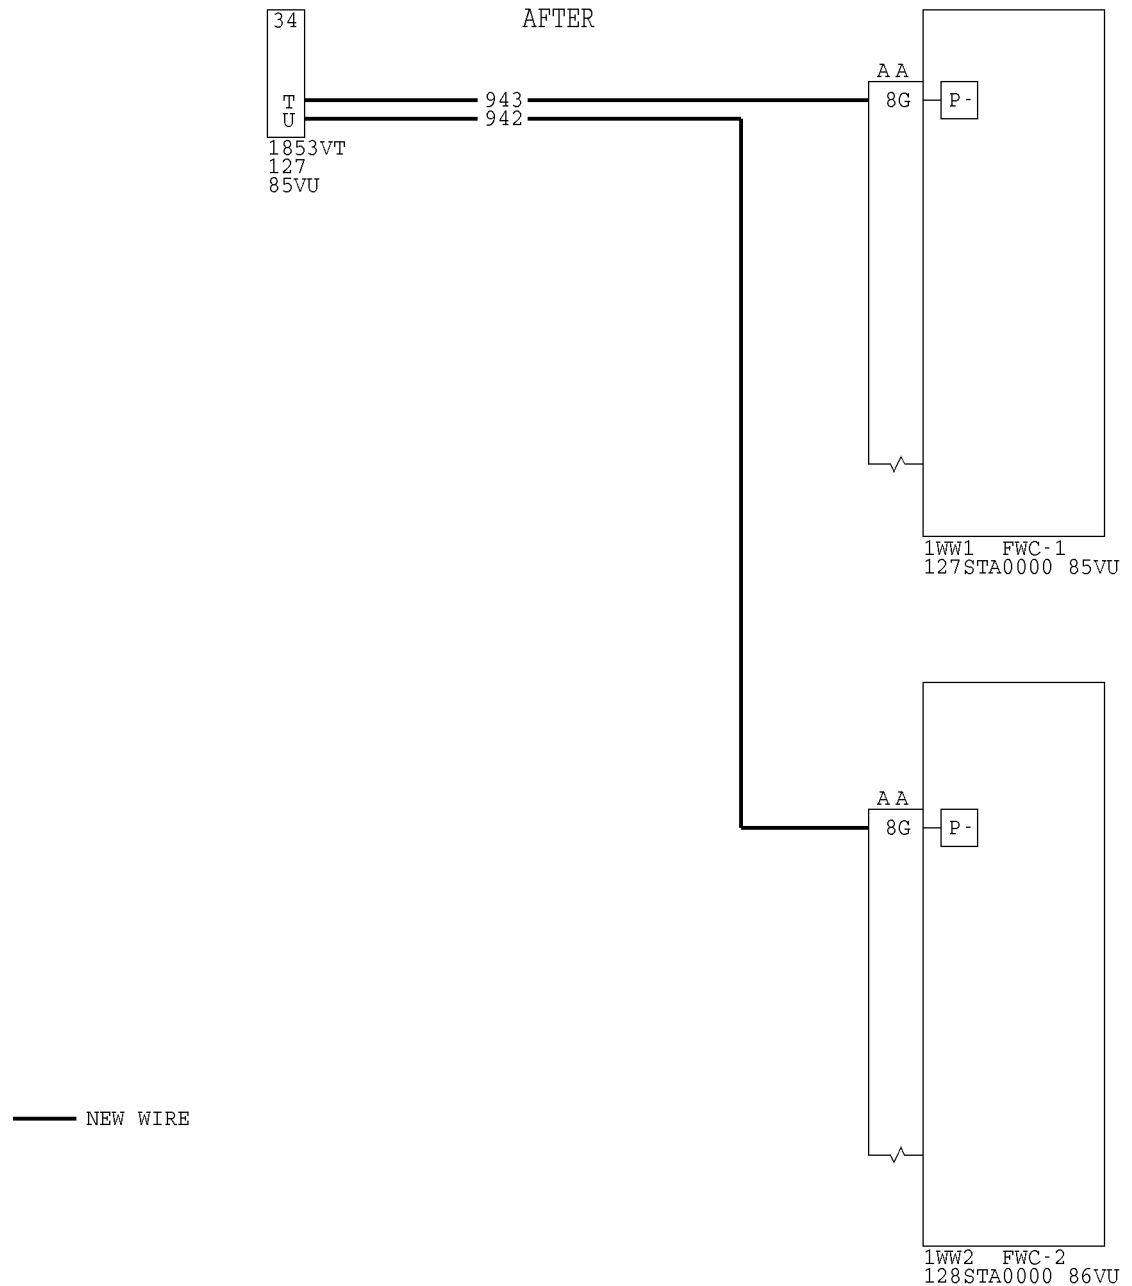 AFTER
34
T
U
943
942
1853VT
127
85VU
AA
8G
P-
1WW1 FWC-1
127STA0000 85VU
AA
8G
P-
NEW WIRE
1WW2 FWC-2
128STA0000 86VU